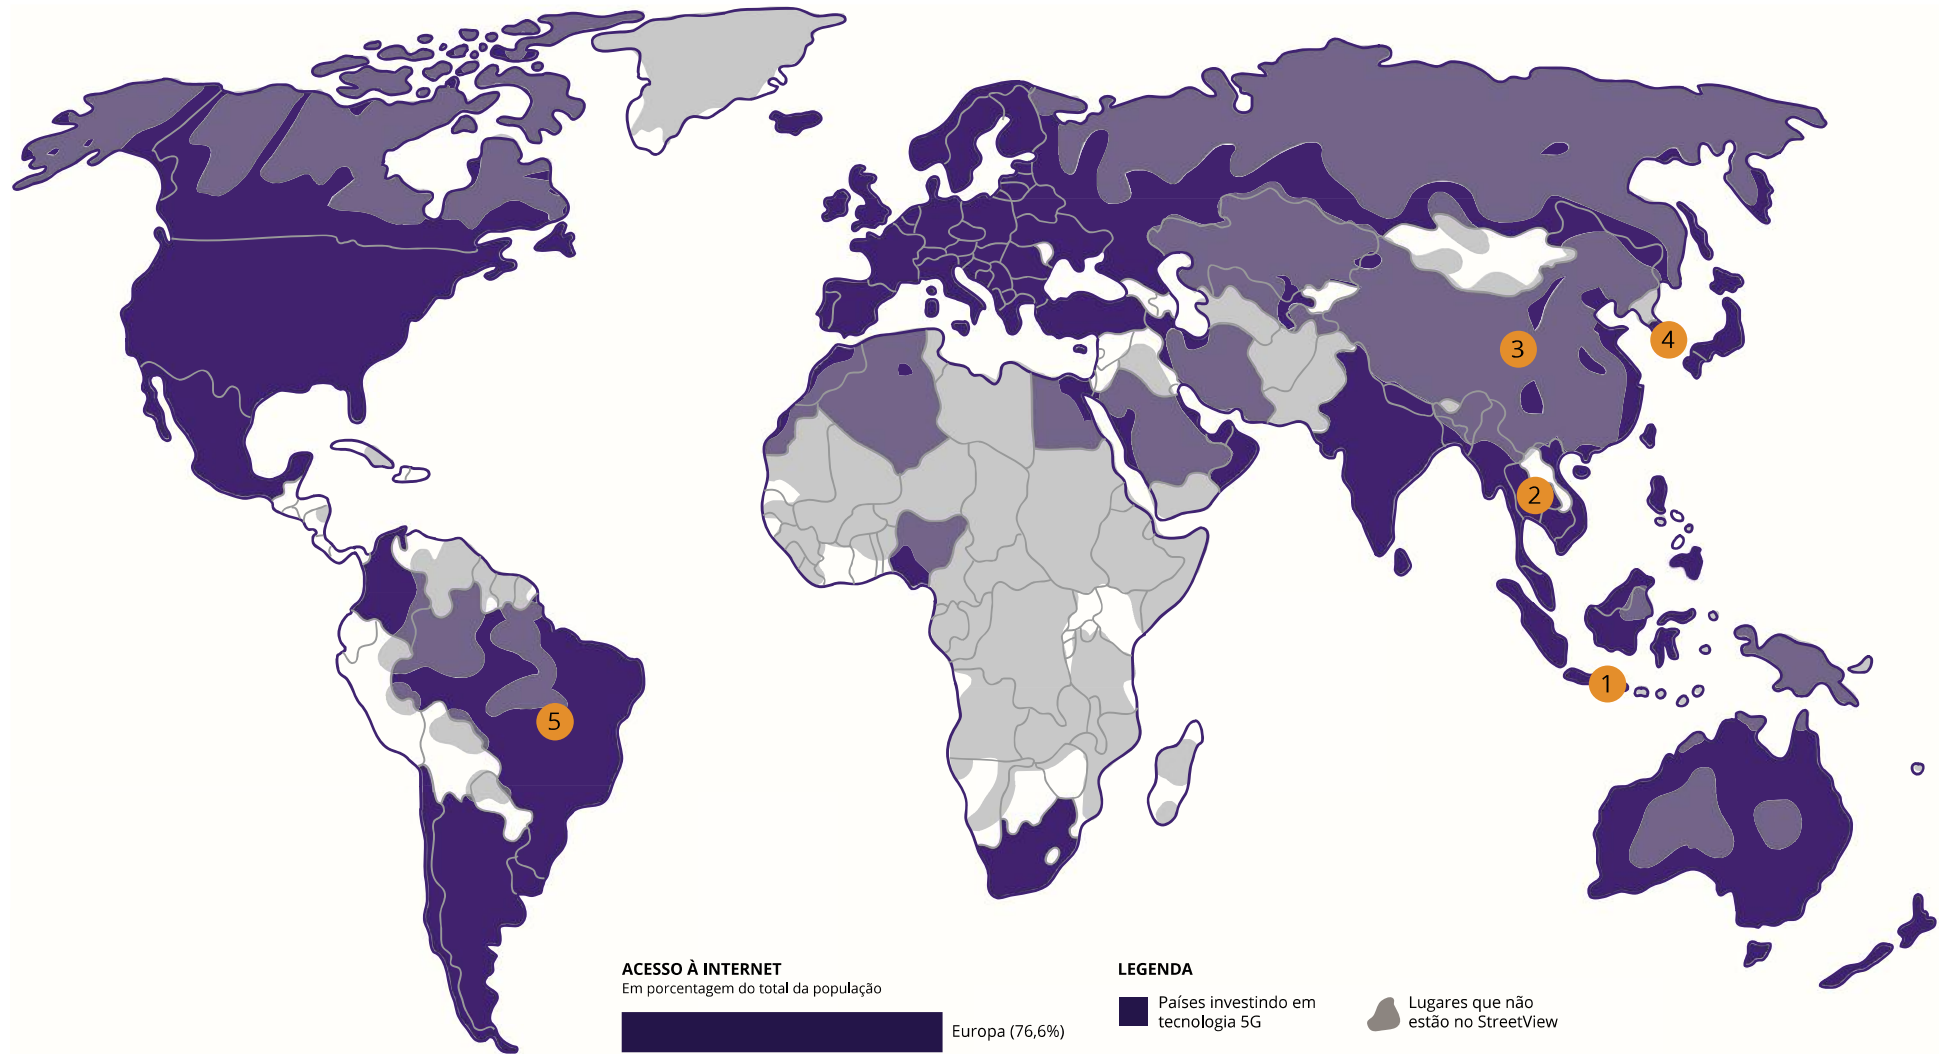 3
4
2
1
5
ACESSO À INTERNET
Em porcentagem do total da população
Europa (76,6%)
LEGENDA
Países investindo em
tecnologia 5G
Lugares que não
estão no StreetView